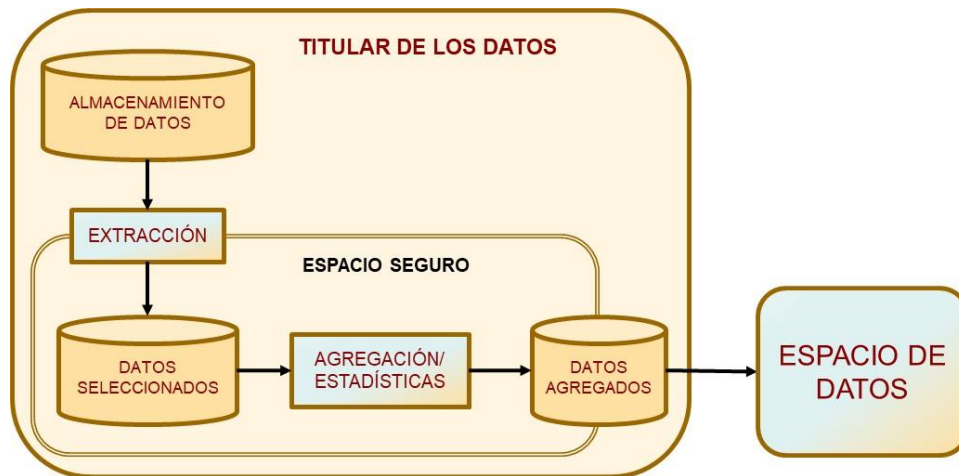 TITULAR DE LOS DATOS
ALMACENAMIENTO
DE DATOS
EXTRACCIÓN
ESPACIO SEGURO
DATOS
SELECCIONADOS
AGREGACIÓN/
ESTADÍSTICAS
DATOS
AGREGADOS
ESPACIO DE
DATOS